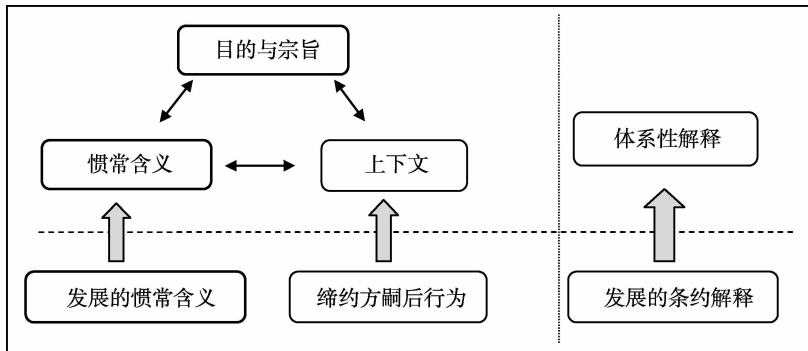 目的与宗旨
惯常含义
上下文
体系性解释
发展的惯常含义
缔约方嗣后行为
发展的条约解释